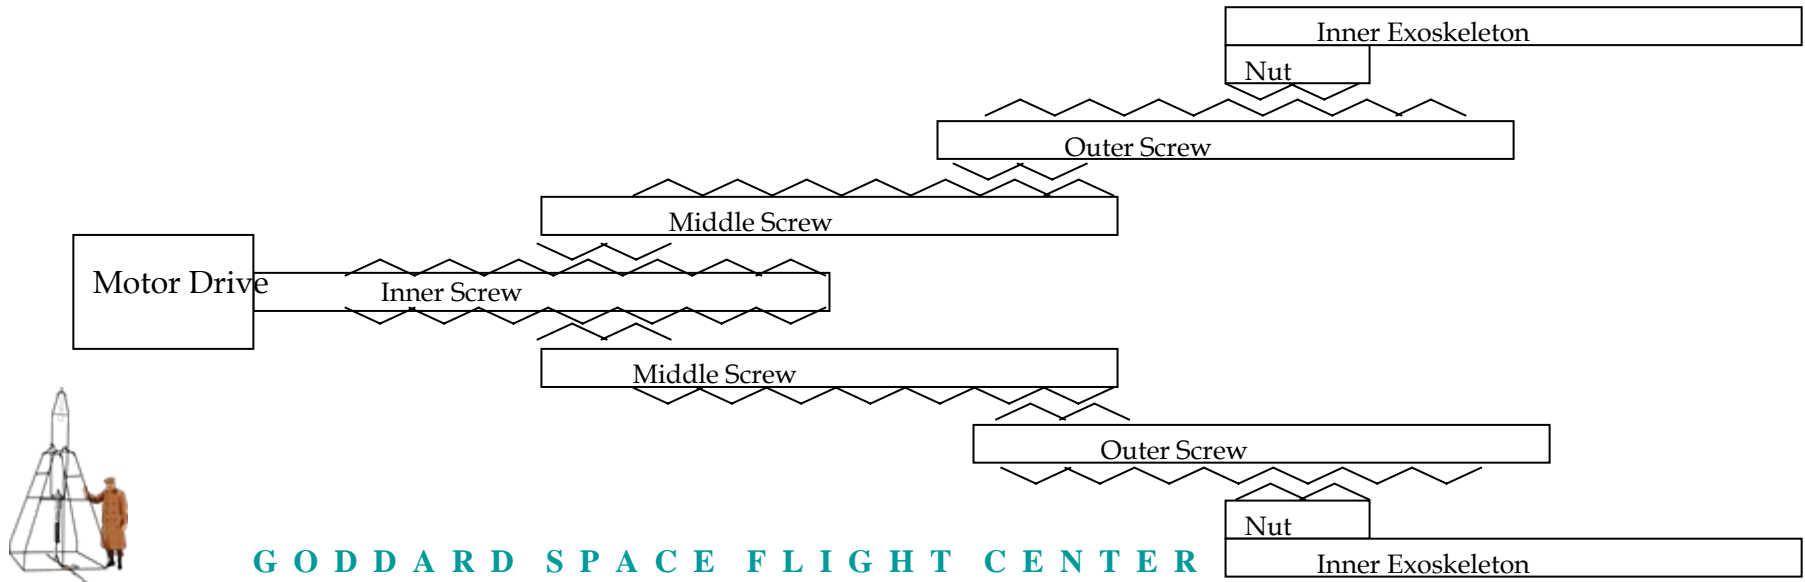 Inner Exoskeleton
Nut
Outer Screw
Middle Screw
Motor Drive
Inner Screw
Middle Screw
Outer Screw
Nut
GODDARD SPACE FLIGHT CENTER
Inner Exoskeleton